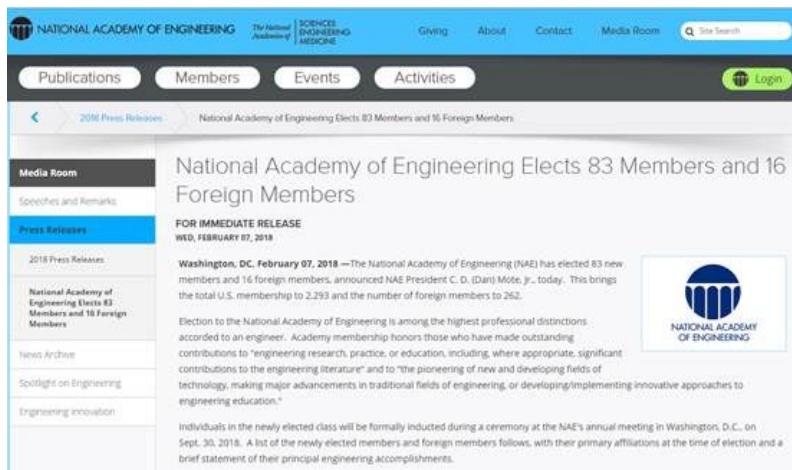 NATIONAL ACADEMY OF ENGINEERING
The National Academies of
SCIENCES
ENGINEERING
MEDICINE
Giving About Contact Media Room Site Search
Publications Members Events Activities Login
2018 Press Releases National Academy of Engineering Elects 83 Members and 16 Foreign Members
Media Room
Speeches and Remarks
Press Releases
2018 Press Releases
National Academy of
Engineering Elects 83
Members and 16 Foreign
Members
News Archive
Spotlight on Engineering
Engineering Innovation
National Academy of Engineering Elects 83 Members and 16
Foreign Members
FOR IMMEDIATE RELEASE
WED, FEBRUARY 07, 2018
Washington, DC, February 07, 2018 —The National Academy of Engineering (NAE) has elected 83 new
members and 16 foreign members, announced NAE President C. D. (Dan) Mote, Jr., today. This brings
the total U.S. membership to 2,293 and the number of foreign members to 262.
Election to the National Academy of Engineering is among the highest professional distinctions
accorded to an engineer. Academy membership honors those who have made outstanding
contributions to "engineering research, practice, or education, including, where appropriate, significant
contributions to the engineering literature" and to "the pioneering of new and developing fields of
technology, making major advancements in traditional fields of engineering, or developing/implementing innovative approaches to
engineering education."
Individuals in the newly elected class will be formally inducted during a ceremony at the NAE's annual meeting in Washington, D.C., on
Sept. 30, 2018. A list of the newly elected members and foreign members follows, with their primary affiliations at the time of election and a
brief statement of their principal engineering accomplishments.
NATIONAL ACADEMY
OF ENGINEERING